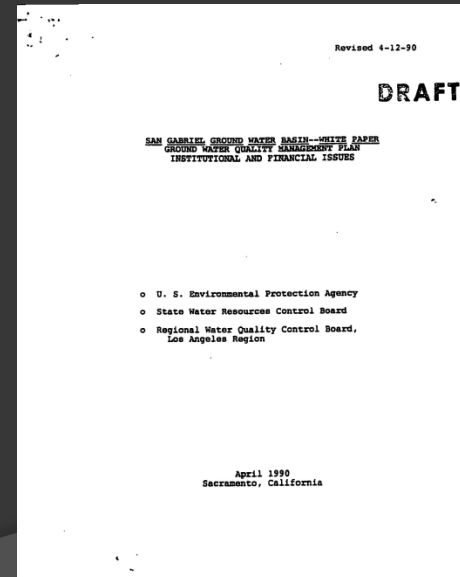 Revised 4-12-90
DRAFT
SAN GABRIEL GROUND WATER BASIN--WHITE PAPER
GROUND WATER QUALITY MANAGEMENT PLAN
INSTITUTIONAL AND FINANCIAL ISSUES
o U. S. Environmental Protection Agency
o State Water Resources Control Board
o Regional Water Quality Control Board,
Los Angeles Region
April 1990
Sacramento, California